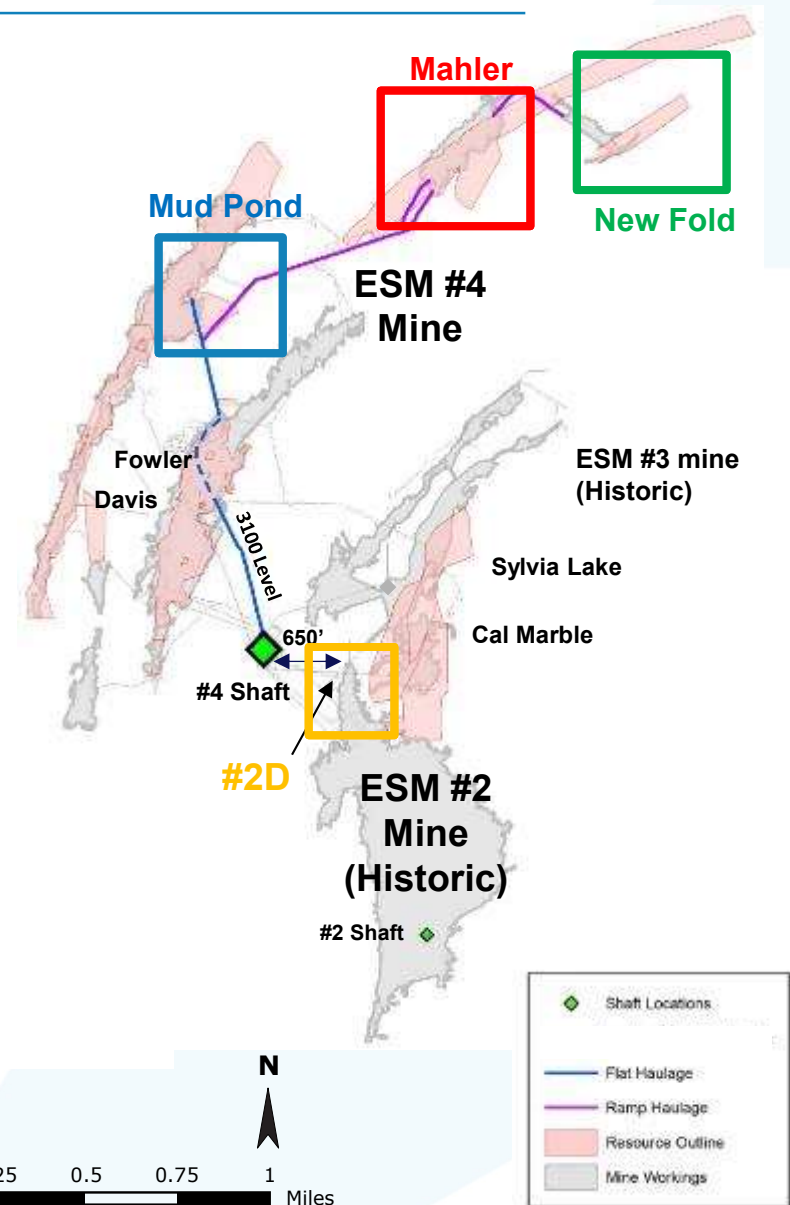 Mahler
New Fold
Mud Pond
ESM #4
Mine
Fowler
Davis
3100 Level
ESM #3 mine
(Historic)
Sylvia Lake
Cal Marble
650’
#4 Shaft
#2D
ESM #2
Mine
(Historic)
#2 Shaft
Shaft Locations
Flat Haulage
Ramp Haulage
Resource Outline
Mine Workings
N
25 0.5 0.75 1
Miles